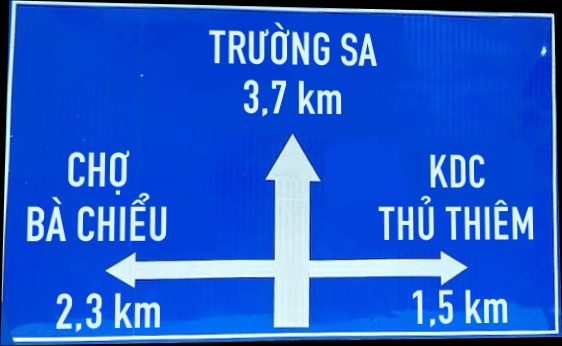 TRƯỜNG SA
3,7 km
CHỢ
BÀ CHIỂU
2,3 km
KDC
THỦ THIÊM
1,5 km